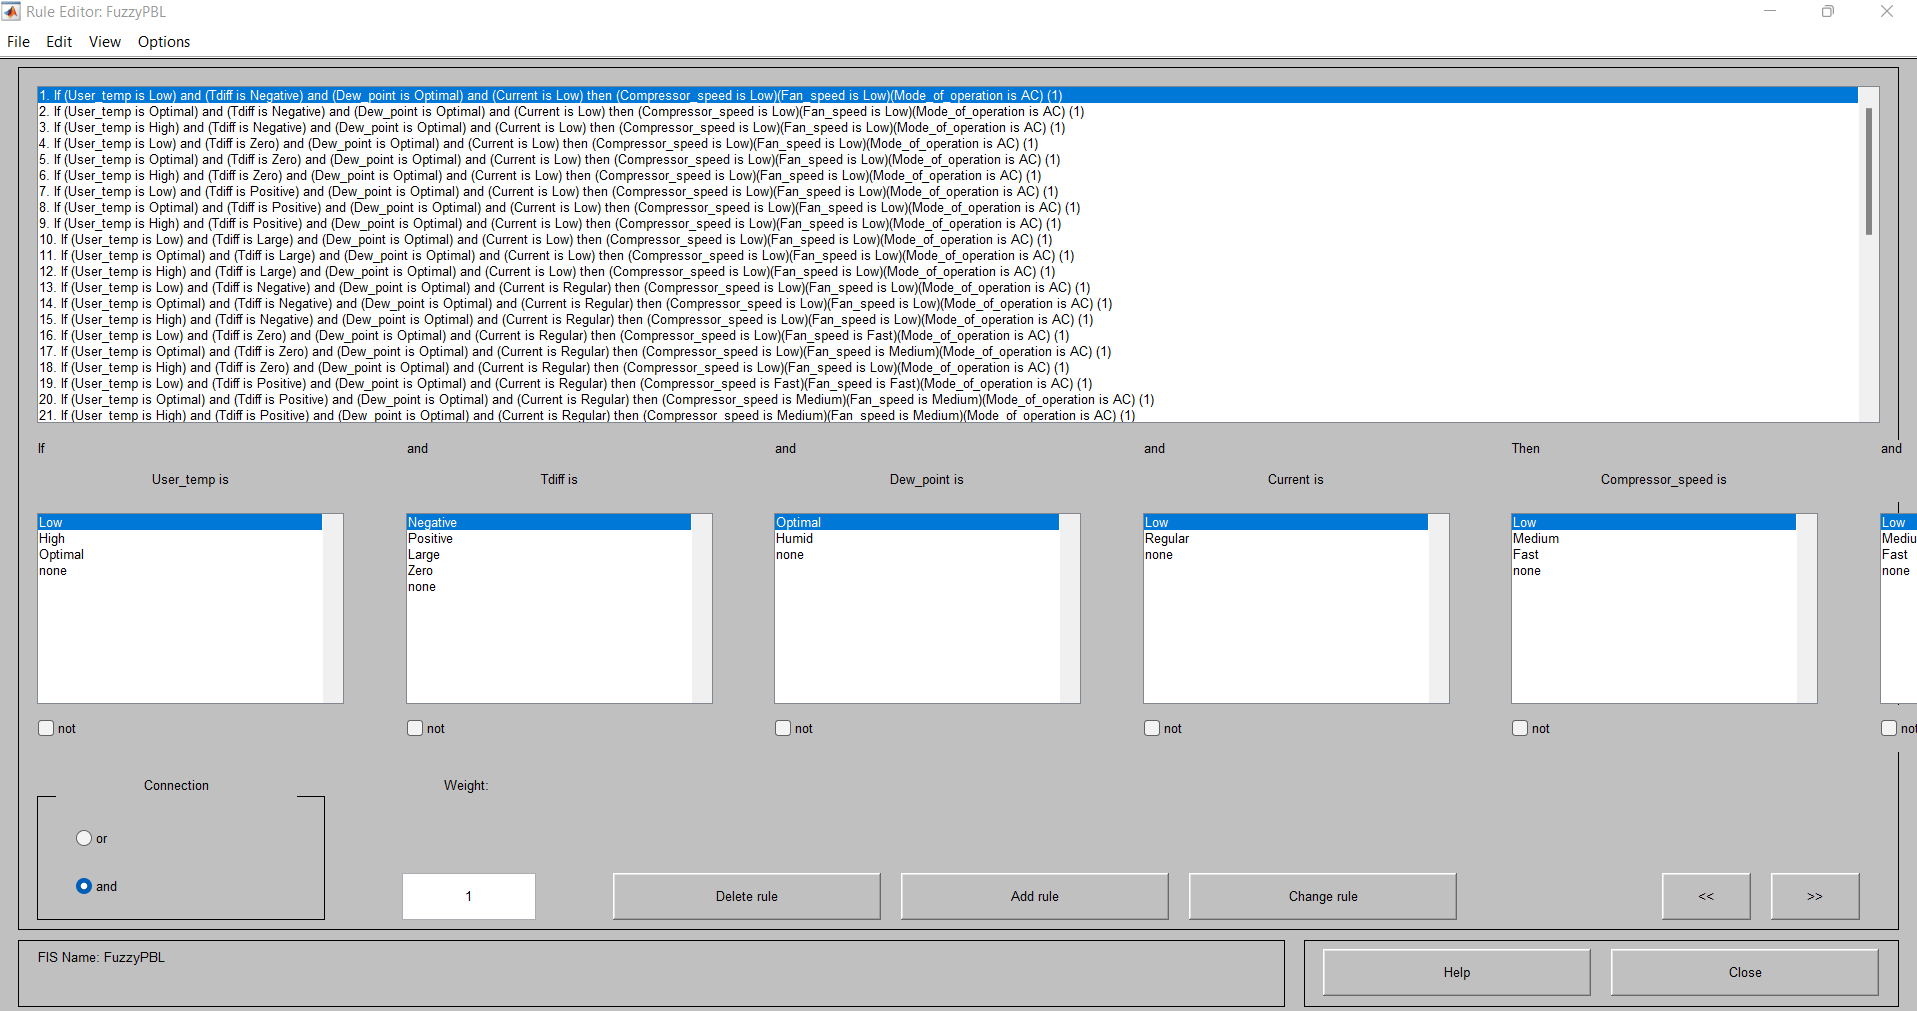 Rule Editor: FuzzyPBL
File Edit View Options
1. If (User_temp is Low) and (Tdiff is Negative) and (Dew_point is Optimal) and (Current is Low) then (Compressor_speed is Low)(Fan_speed is Low)(Mode_of_operation is AC) (1)
2. If (User_temp is Optimal) and (Tdiff is Negative) and (Dew_point is Optimal) and (Current is Low) then (Compressor_speed is Low)(Fan_speed is Low)(Mode_of_operation is AC) (1)
3. If (User_temp is High) and (Tdiff is Negative) and (Dew_point is Optimal) and (Current is Low) then (Compressor_speed is Low)(Fan_speed is Low)(Mode_of_operation is AC) (1)
4. If (User_temp is Low) and (Tdiff is Zero) and (Dew_point is Optimal) and (Current is Low) then (Compressor_speed is Low)(Fan_speed is Low)(Mode_of_operation is AC) (1)
5. If (User_temp is Optimal) and (Tdiff is Zero) and (Dew_point is Optimal) and (Current is Low) then (Compressor_speed is Low)(Fan_speed is Low)(Mode_of_operation is AC) (1)
6. If (User_temp is High) and (Tdiff is Zero) and (Dew_point is Optimal) and (Current is Low) then (Compressor_speed is Low)(Fan_speed is Low)(Mode_of_operation is AC) (1)
7. If (User_temp is Low) and (Tdiff is Positive) and (Dew_point is Optimal) and (Current is Low) then (Compressor_speed is Low)(Fan_speed is Low)(Mode_of_operation is AC) (1)
8. If (User_temp is Optimal) and (Tdiff is Positive) and (Dew_point is Optimal) and (Current is Low) then (Compressor_speed is Low)(Fan_speed is Low)(Mode_of_operation is AC) (1)
9. If (User_temp is High) and (Tdiff is Positive) and (Dew_point is Optimal) and (Current is Low) then (Compressor_speed is Low)(Fan_speed is Low)(Mode_of_operation is AC) (1)
10. If (User_temp is Low) and (Tdiff is Large) and (Dew_point is Optimal) and (Current is Low) then (Compressor_speed is Low)(Fan_speed is Low)(Mode_of_operation is AC) (1)
11. If (User_temp is Optimal) and (Tdiff is Large) and (Dew_point is Optimal) and (Current is Low) then (Compressor_speed is Low)(Fan_speed is Low)(Mode_of_operation is AC) (1)
12. If (User_temp is High) and (Tdiff is Large) and (Dew_point is Optimal) and (Current is Low) then (Compressor_speed is Low)(Fan_speed is Low)(Mode_of_operation is AC) (1)
13. If (User_temp is Low) and (Tdiff is Negative) and (Dew_point is Optimal) and (Current is Regular) then (Compressor_speed is Low)(Fan_speed is Low)(Mode_of_operation is AC) (1)
14. If (User_temp is Optimal) and (Tdiff is Negative) and (Dew_point is Optimal) and (Current is Regular) then (Compressor_speed is Low)(Fan_speed is Low)(Mode_of_operation is AC) (1)
15. If (User_temp is High) and (Tdiff is Negative) and (Dew_point is Optimal) and (Current is Regular) then (Compressor_speed is Low)(Fan_speed is Low)(Mode_of_operation is AC) (1)
16. If (User_temp is Low) and (Tdiff is Zero) and (Dew_point is Optimal) and (Current is Regular) then (Compressor_speed is Low)(Fan_speed is Fast)(Mode_of_operation is AC) (1)
17. If (User_temp is Optimal) and (Tdiff is Zero) and (Dew_point is Optimal) and (Current is Regular) then (Compressor_speed is Low)(Fan_speed is Medium)(Mode_of_operation is AC) (1)
18. If (User_temp is High) and (Tdiff is Zero) and (Dew_point is Optimal) and (Current is Regular) then (Compressor_speed is Low)(Fan_speed is Low)(Mode_of_operation is AC) (1)
19. If (User_temp is Low) and (Tdiff is Positive) and (Dew_point is Optimal) and (Current is Regular) then (Compressor_speed is Fast)(Fan_speed is Fast)(Mode_of_operation is AC) (1)
20. If (User_temp is Optimal) and (Tdiff is Positive) and (Dew_point is Optimal) and (Current is Regular) then (Compressor_speed is Medium)(Fan_speed is Medium)(Mode_of_operation is AC) (1)
21. If (User_temp is High) and (Tdiff is Positive) and (Dew_point is Optimal) and (Current is Regular) then (Compressor_speed is Medium)(Fan_speed is Medium)(Mode_of_operation is AC) (1)
If and and and Then and
User_temp is Tdiff is Dew_point is Current is Compressor_speed is
Low Negative Optimal Low Low Low
High Positive Humid Regular Medium Mediu
Optimal Large none none Fast Fast
none Zero none none
none
not not not not not not
Connection Weight:
or
and
1 Delete rule Add rule Change rule << >>
FIS Name: FuzzyPBL
Help Close